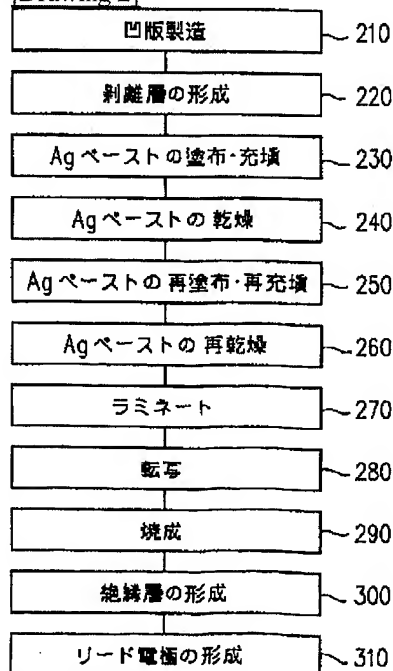 [Drawing 2]
凹版製造 210
剥離層の形成 220
Agペーストの塗布・充填 230
Agペーストの 乾燥 240
Agペーストの 再塗布・再充填 250
Agペーストの 再乾燥 260
ラミネート 270
転写 280
焼成 290
絶縁層の形成 300
リード電極の形成 310